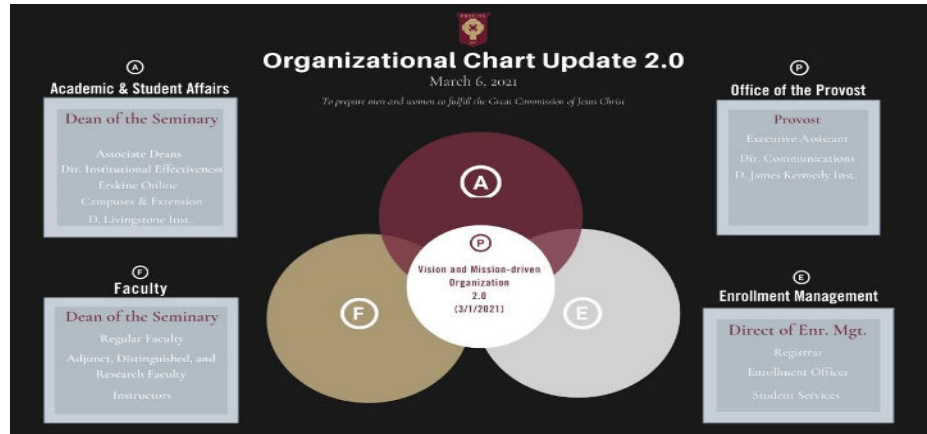 ERSKINE
Organizational Chart Update 2.0
March 6, 2021
To prepare men and women to fulfill the Great Commission of Jesus Christ
A
Academic & Student Affairs
Dean of the Seminary
Associate Deans
Dir. Institutional Effectiveness
Erskine Online
Campuses & Extension
D. Livingstone Inst.
P
Office of the Provost
Provost
Executive Assistant
Dir. Communications
D. James Kennedy Inst.
A
P
Vision and Mission-driven
Organization
2.0
(3/1/2021)
F
E
F
Faculty
Dean of the Seminary
Regular Faculty
Adjunct, Distinguished, and
Research Faculty
Instructors
E
Enrollment Management
Direct of Enr. Mgt.
Registrar
Enrollment Officer
Student Services